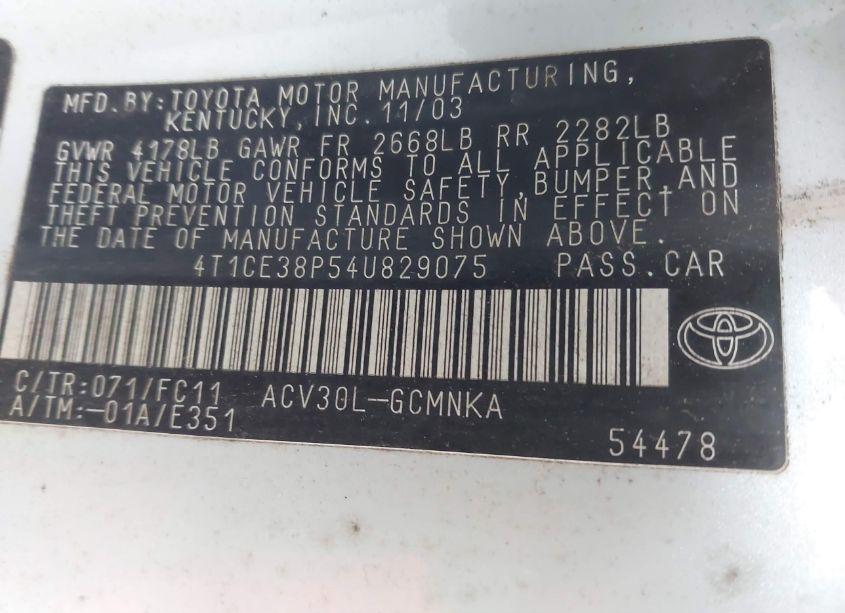 MFD.BY:TOYOTA MOTOR MANUFACTURING,
KENTUCKY,INC.11/03
GVWR 4178LB GAWR FR 2668LB RR 2282LB
THIS VEHICLE CONFORMS TO ALL APPLICABLE
FEDERAL MOTOR VEHICLE SAFETY,BUMPER,AND
THEFT PREVENTION STANDARDS IN EFFECT ON
THE DATE OF MANUFACTURE SHOWN ABOVE.
4T1CE38P54U829075 PASS.CAR
C/TR:071/FC11 ACV30L-GCMNKA
A/TM:-01A/E351
54478